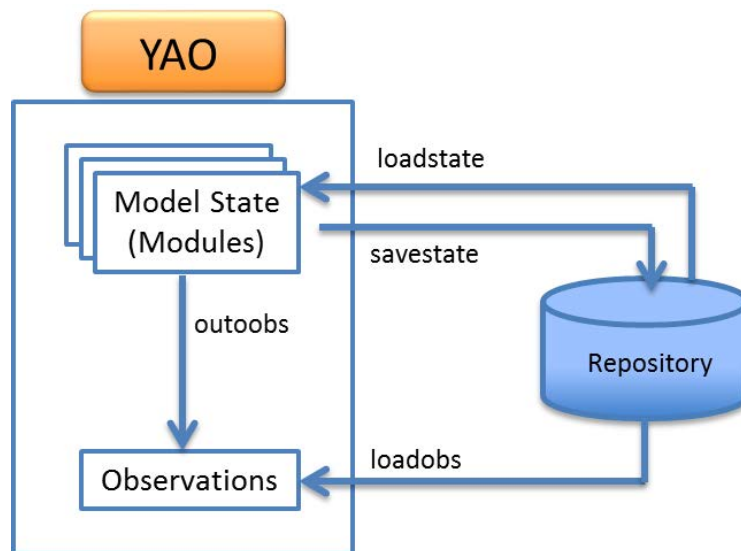 YAO
loadstate
Model State
(Modules)
savestate
outoobs
Repository
loadobs
Observations